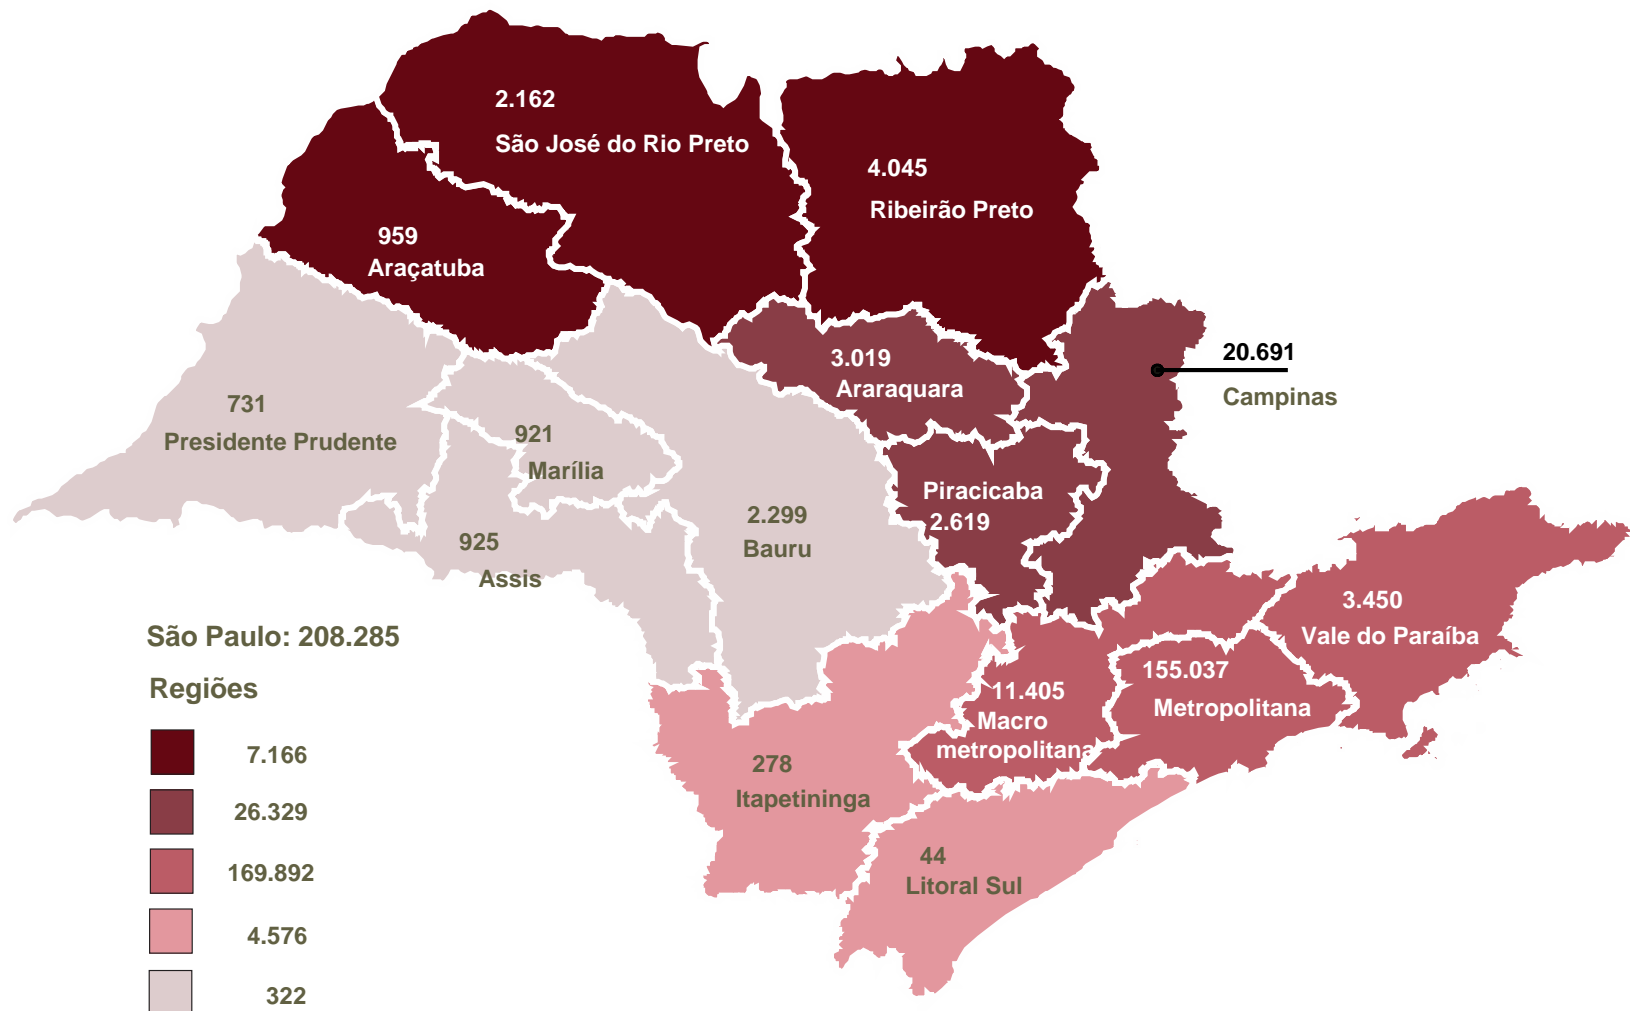 2.162
São José do Rio Preto
4.045
Ribeirão Preto
959
Araçatuba
3.019
Araraquara
20.691
Campinas
731
Presidente Prudente
921
Marília
Piracicaba
2.619
2.299
Bauru
925
Assis
3.450
Vale do Paraíba
155.037
Metropolitana
11.405
Macro
metropolitana
278
Itapetininga
44
Litoral Sul
São Paulo: 208.285
Regiões
7.166
26.329
169.892
4.576
322